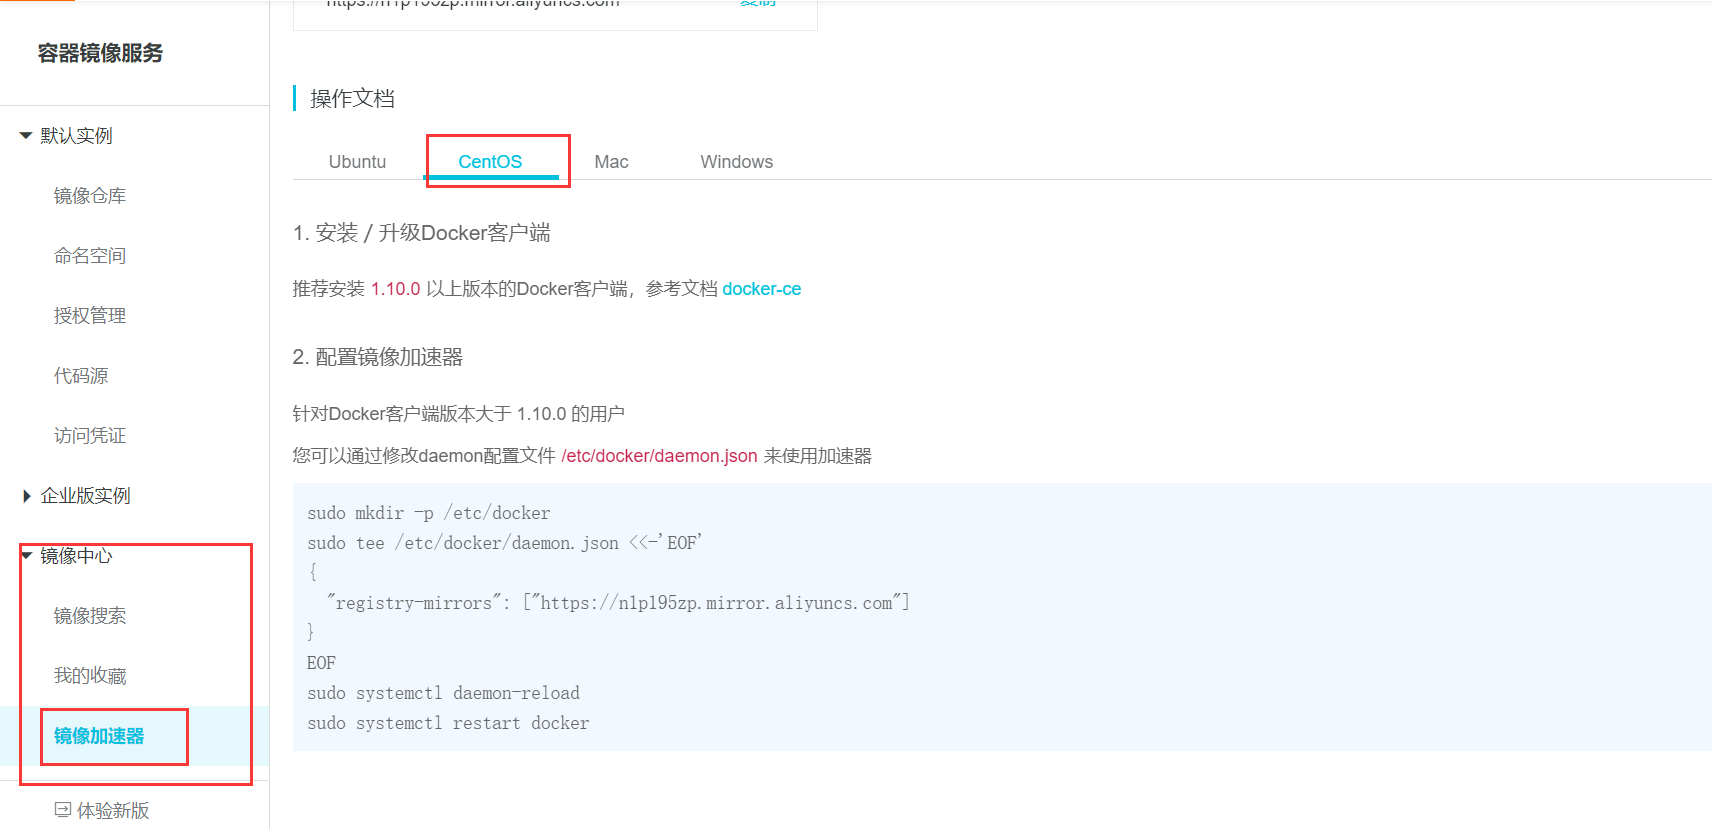 容器镜像服务
默认实例
镜像仓库
命名空间
授权管理
代码源
访问凭证
企业版实例
镜像中心
镜像搜索
我的收藏
镜像加速器
体验新版
https://n1p195zp.mirror.aliyuncs.com 复制
操作文档
Ubuntu CentOS Mac Windows
1. 安装 / 升级Docker客户端
推荐安装 1.10.0 以上版本的Docker客户端，参考文档 docker-ce
2. 配置镜像加速器
针对Docker客户端版本大于 1.10.0 的用户
您可以通过修改daemon配置文件 /etc/docker/daemon.json 来使用加速器
sudo mkdir -p /etc/docker
sudo tee /etc/docker/daemon.json <<-'EOF'
{
  "registry-mirrors": ["https://n1p195zp.mirror.aliyuncs.com"]
}
EOF
sudo systemctl daemon-reload
sudo systemctl restart docker